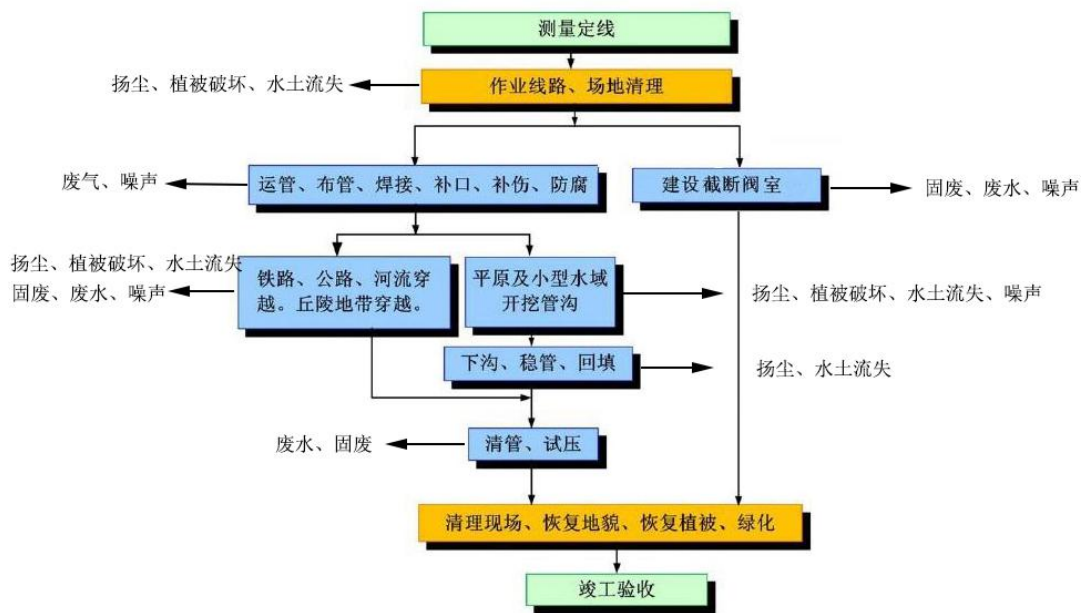 测量定线
扬尘、植被破坏、水土流失
作业线路、场地清理
废气、噪声
运管、布管、焊接、补口、补伤、防腐
建设截断阀室
固废、废水、噪声
扬尘、植被破坏、水土流失
固废、废水、噪声
铁路、公路、河流穿
越。丘陵地带穿越。
平原及小型水域
开挖管沟
扬尘、植被破坏、水土流失、噪声
下沟、稳管、回填
扬尘、水土流失
废水、固废
清管、试压
清理现场、恢复地貌、恢复植被、绿化
竣工验收